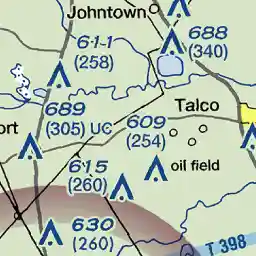 Johntown
611
(258)
688
(340)
689
(305) UC
Talco
609
(254)
ort
615
(260)
oil field
630
(260)
T 398